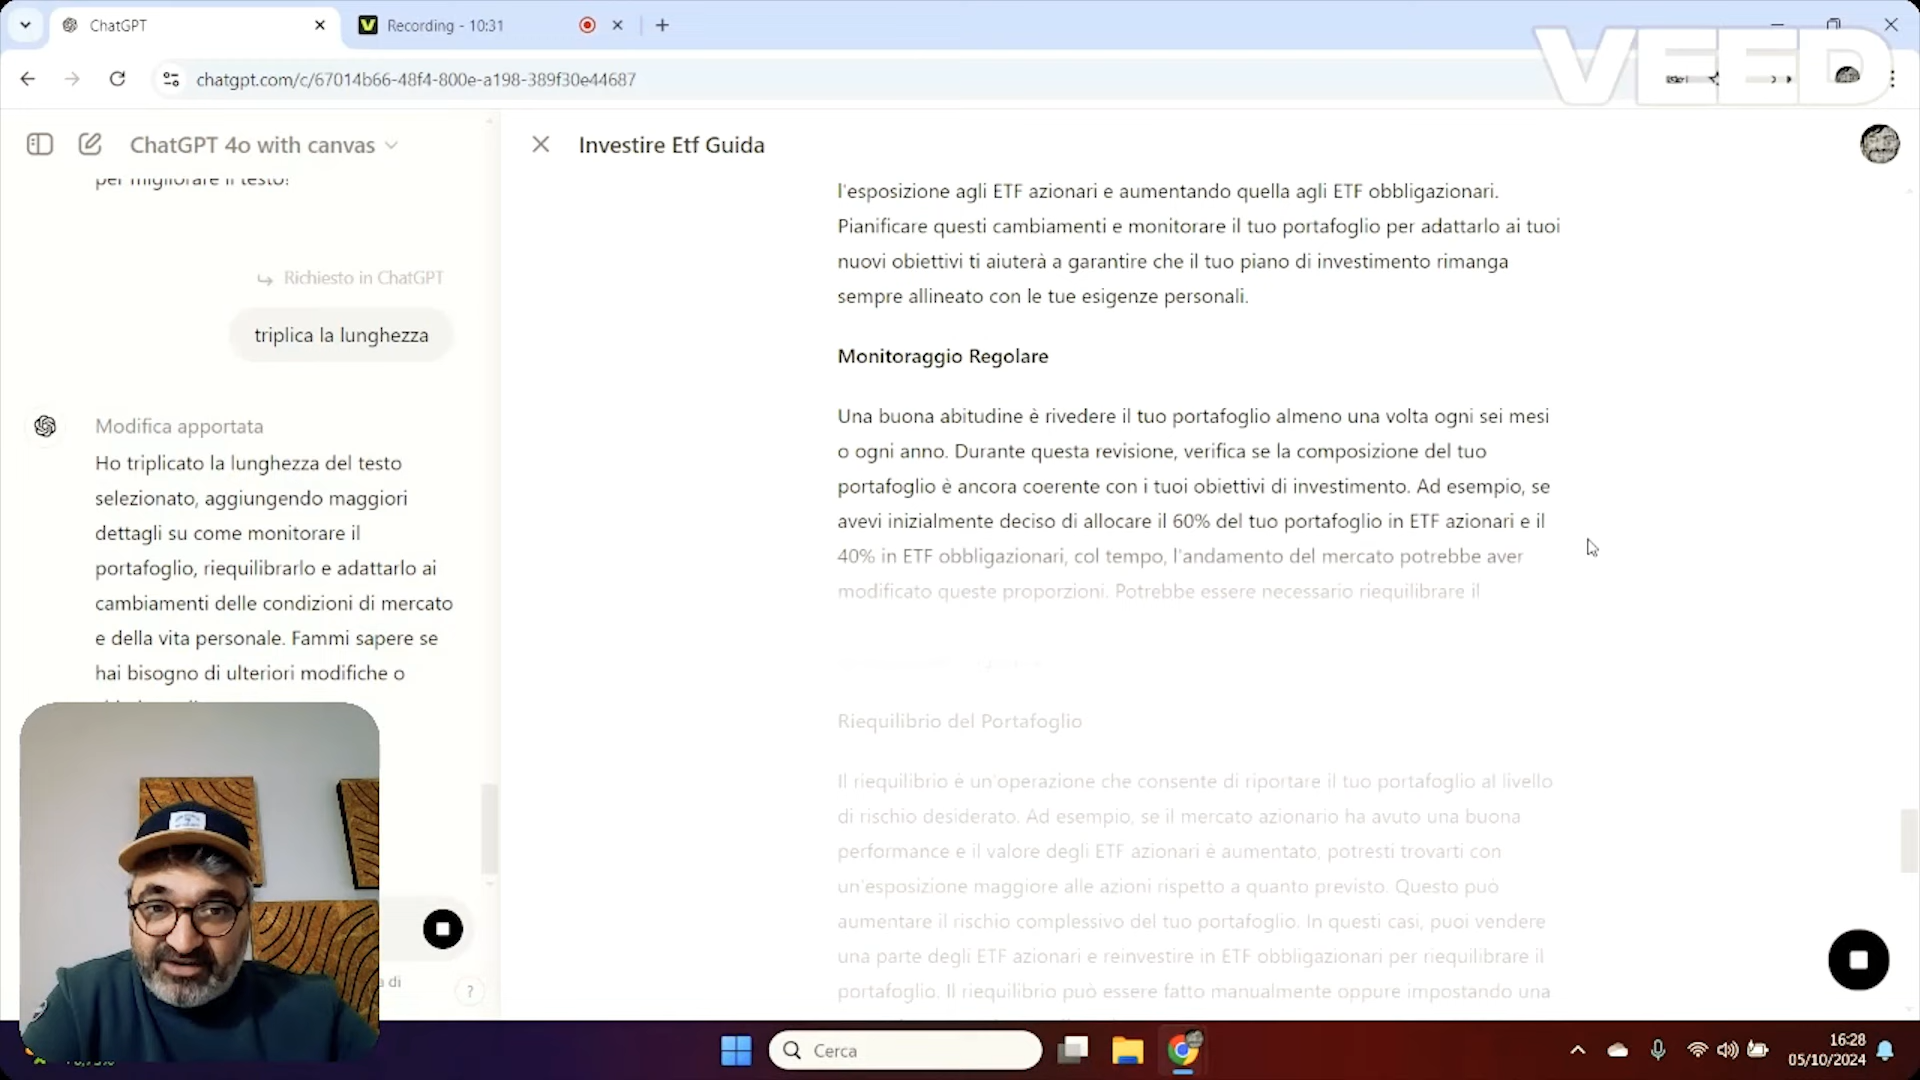 ChatGPT
Recording - 10:31
VEED
chatgpt.com/c/67014b66-48f4-800e-a198-389f30e44687
ChatGPT 4o with canvas
per migliorare il testo!
Richiesto in ChatGPT
triplica la lunghezza
Modifica apportata
Ho triplicato la lunghezza del testo
selezionato, aggiungendo maggiori
dettagli su come monitorare il
portafoglio, riequilibrarlo e adattarlo ai
cambiamenti delle condizioni di mercato
e della vita personale. Fammi sapere se
hai bisogno di ulteriori modifiche o
a di
?
Investire Etf Guida
l'esposizione agli ETF azionari e aumentando quella agli ETF obbligazionari.
Pianificare questi cambiamenti e monitorare il tuo portafoglio per adattarlo ai tuoi
nuovi obiettivi ti aiuterà a garantire che il tuo piano di investimento rimanga
sempre allineato con le tue esigenze personali.
Monitoraggio Regolare
Una buona abitudine è rivedere il tuo portafoglio almeno una volta ogni sei mesi
o ogni anno. Durante questa revisione, verifica se la composizione del tuo
portafoglio è ancora coerente con i tuoi obiettivi di investimento. Ad esempio, se
avevi inizialmente deciso di allocare il 60% del tuo portafoglio in ETF azionari e il
40% in ETF obbligazionari, col tempo, l'andamento del mercato potrebbe aver
modificato queste proporzioni. Potrebbe essere necessario riequilibrare il
Riequilibrio del Portafoglio
Il riequilibrio è un'operazione che consente di riportare il tuo portafoglio al livello
di rischio desiderato. Ad esempio, se il mercato azionario ha avuto una buona
performance e il valore degli ETF azionari è aumentato, potresti trovarti con
un'esposizione maggiore alle azioni rispetto a quanto previsto. Questo può
aumentare il rischio complessivo del tuo portafoglio. In questi casi, puoi vendere
una parte degli ETF azionari e reinvestire in ETF obbligazionari per riequilibrare il
portafoglio. Il riequilibrio può essere fatto manualmente oppure impostando una
Cerca
16:28
05/10/2024